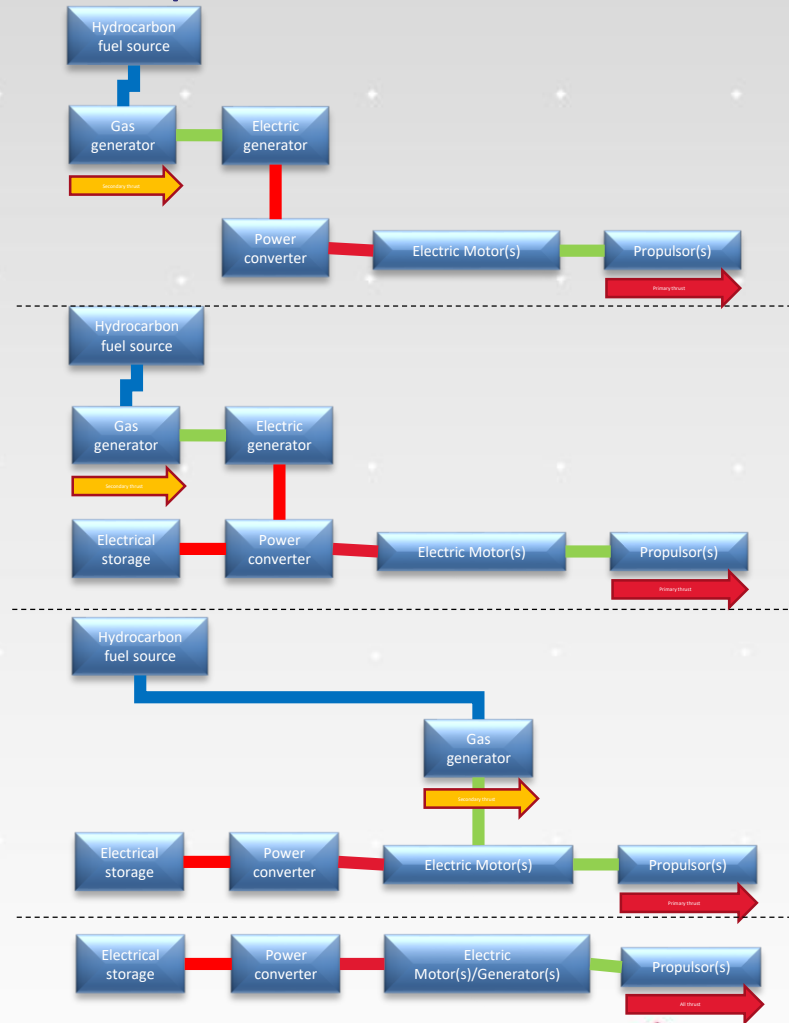 Hydrocarbon
fuel source
Gas
generator
Electric
generator
Secondary thrust
Power
converter
Electric Motor(s)
Propulsor(s)
Primary thrust
Hydrocarbon
fuel source
Gas
generator
Electric
generator
Secondary thrust
Electrical
storage
Power
converter
Electric Motor(s)
Propulsor(s)
Primary thrust
Hydrocarbon
fuel source
Gas
generator
Secondary thrust
Electrical
storage
Power
converter
Electric Motor(s)
Propulsor(s)
Primary thrust
Electrical
storage
Power
converter
Electric
Motor(s)/Generator(s)
Propulsor(s)
All thrust